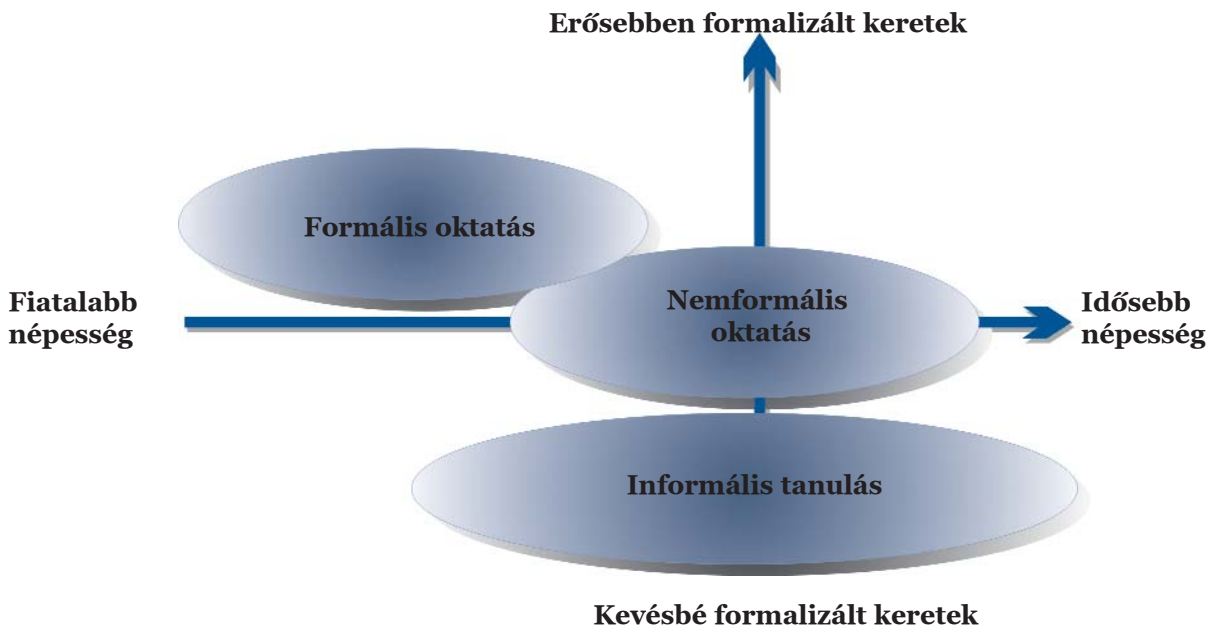 Erősebben formalizált keretek
Formális oktatás
Fiatalabb
népesség
Nemformális
oktatás
Idősebb
népesség
Informális tanulás
Kevésbé formalizált keretek